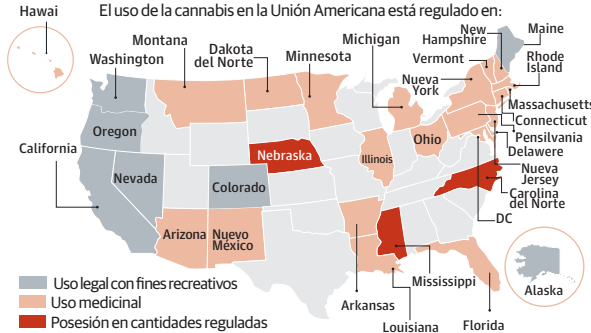 El uso de la cannabis en la Unión Americana está regulado en:
Hawai
Washington
Montana
Dakota
del Norte
Minnesota
Michigan
New
Hampshire
Maine
Vermont
Rhode
Island
Nueva
York
Massachusetts
Connecticut
Pensilvania
Delawere
Nueva
Jersey
Carolina
del Norte
DC
Oregon
California
Nevada
Nebraska
Colorado
Illinois
Ohio
Arizona
Nuevo
México
Mississippi
Arkansas
Louisiana
Florida
Alaska
Uso legal con fines recreativos
Uso medicinal
Posesión en cantidades reguladas